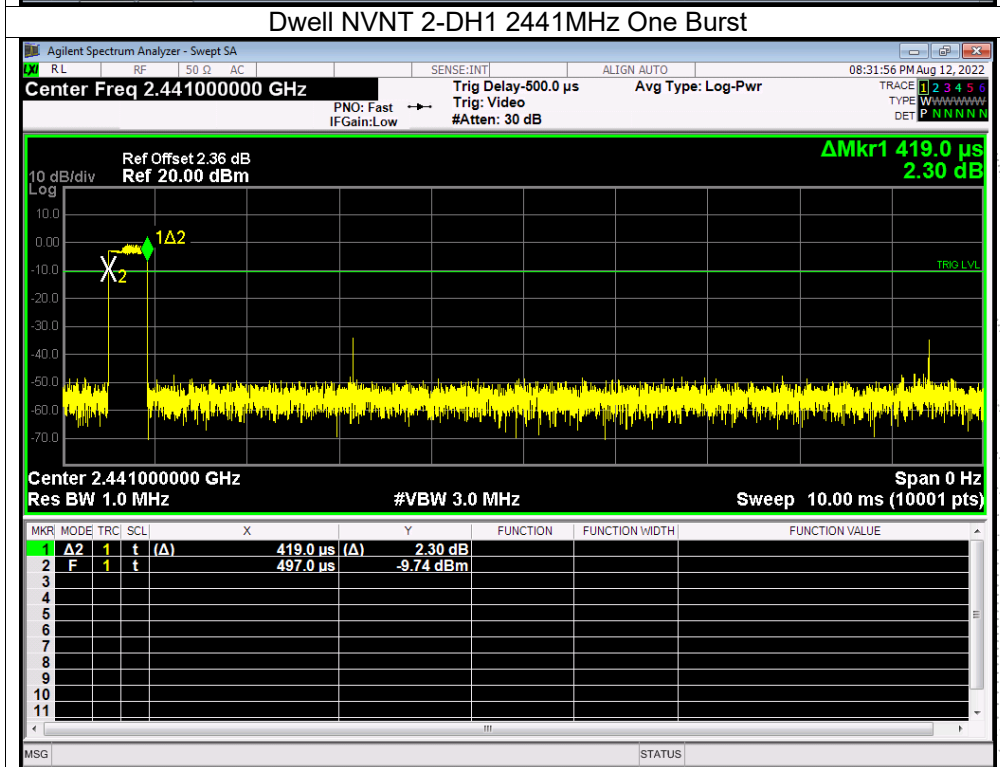 Dwell NVNT 2-DH1 2441MHz One Burst
Agilent Spectrum Analyzer - Swept SA
LXI RL RF 50 Ω AC SENSE:INT ALIGN AUTO 08:31:56 PM Aug 12, 2022
Center Freq 2.441000000 GHz
PNO: Fast
IFGain:Low
Trig Delay-500.0 µs
Trig: Video
#Atten: 30 dB
Avg Type: Log-Pwr
TRACE 1 2 3 4 5 6
TYPE WWWWWW
DET P N N N N N
ΔMkr1 419.0 µs
2.30 dB
Ref Offset 2.36 dB
10 dB/div Ref 20.00 dBm
Log
10.0
0.00
-10.0
-20.0
-30.0
-40.0
-50.0
-60.0
-70.0
1Δ2
X2
TRIG LVL
Center 2.441000000 GHz Span 0 Hz
Res BW 1.0 MHz #VBW 3.0 MHz Sweep 10.00 ms (10001 pts)
MKR MODE TRC SCL X Y FUNCTION FUNCTION WIDTH FUNCTION VALUE
1 Δ2 1 t (Δ) 419.0 µs (Δ) 2.30 dB
2 F 1 t 497.0 µs -9.74 dBm
3
4
5
6
7
8
9
10
11
MSG STATUS